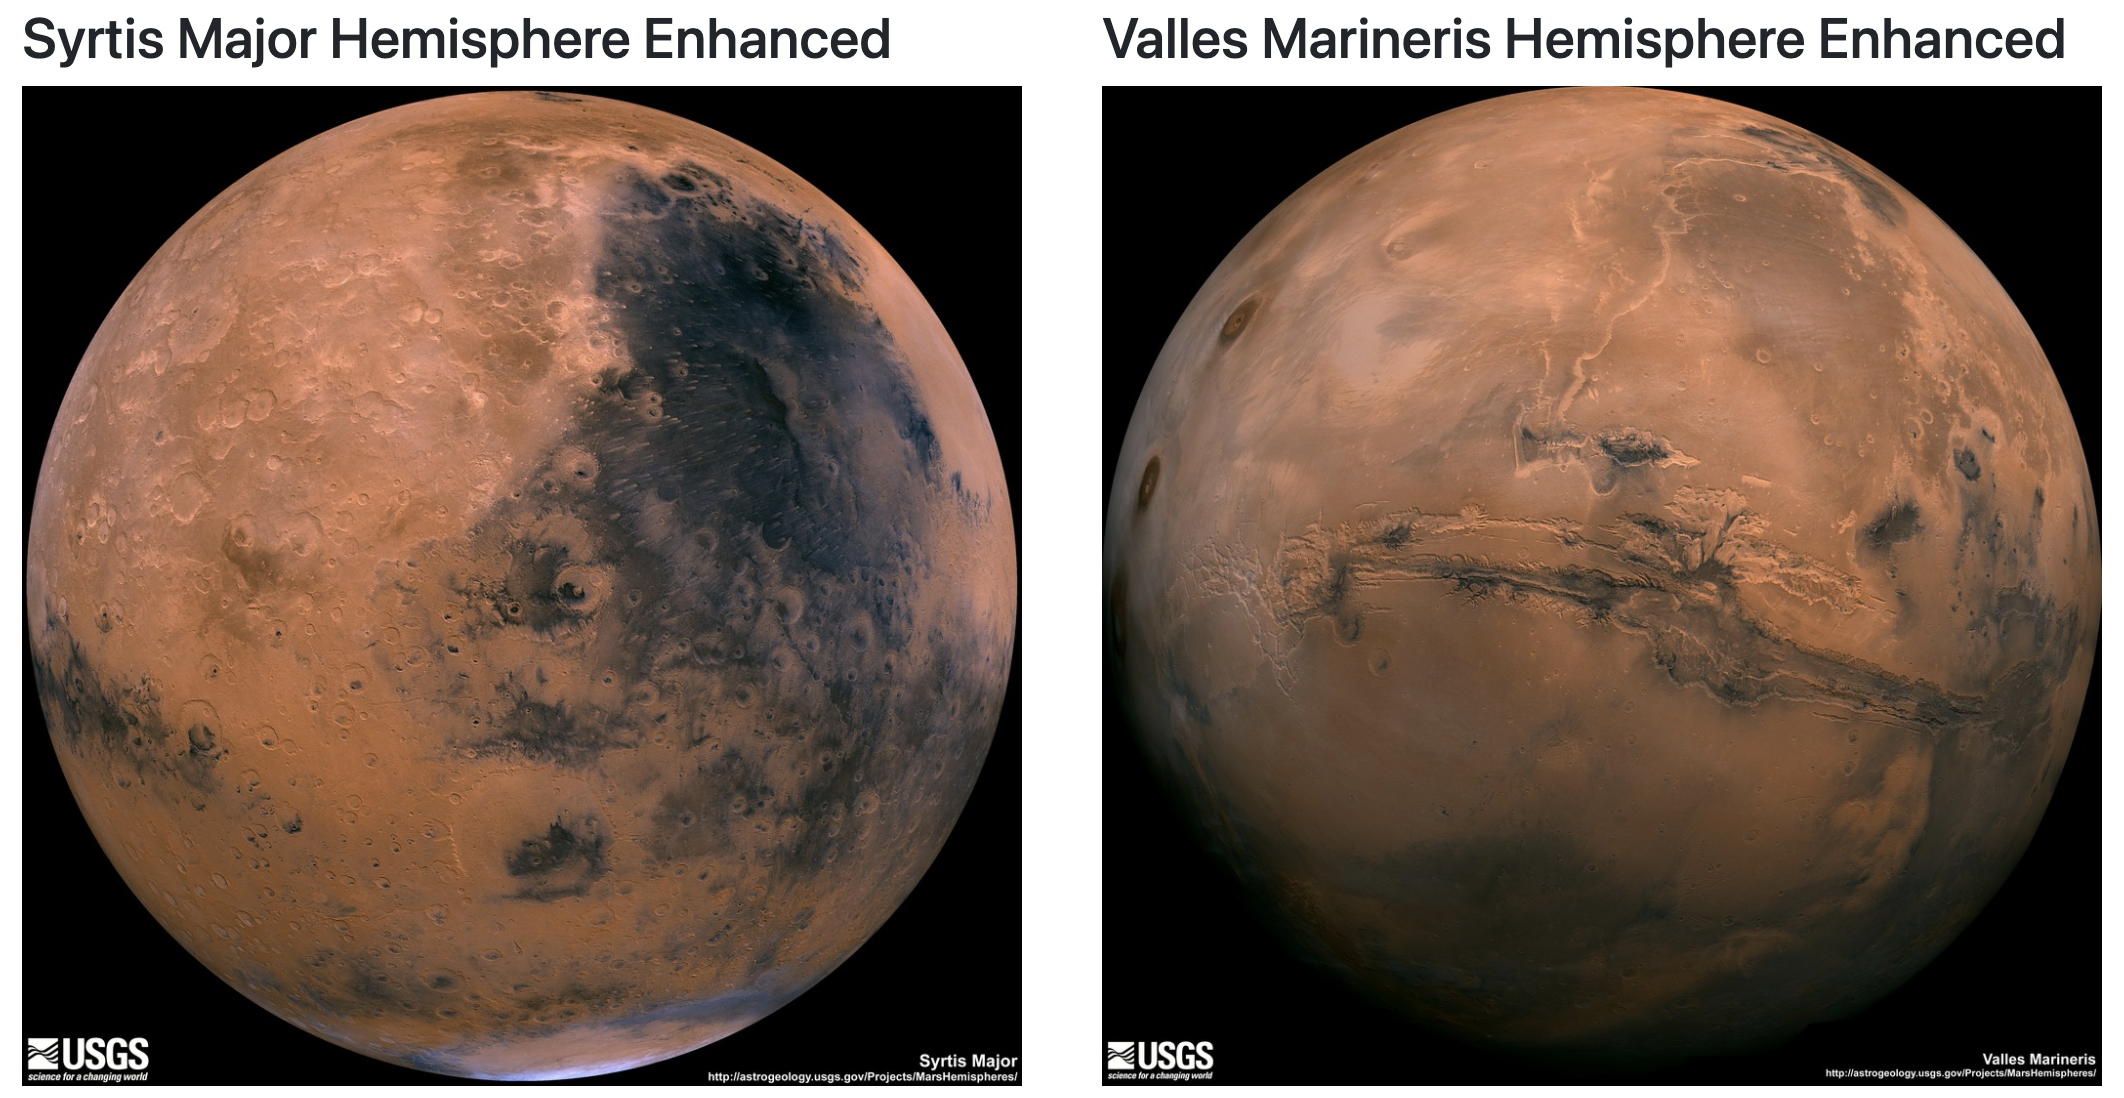 Syrtis Major Hemisphere Enhanced
Valles Marineris Hemisphere Enhanced
USGS
science for a changing world
Syrtis Major
http://astrogeology.usgs.gov/Projects/MarsHemispheres/
USGS
science for a changing world
Valles Marineris
http://astrogeology.usgs.gov/Projects/MarsHemispheres/